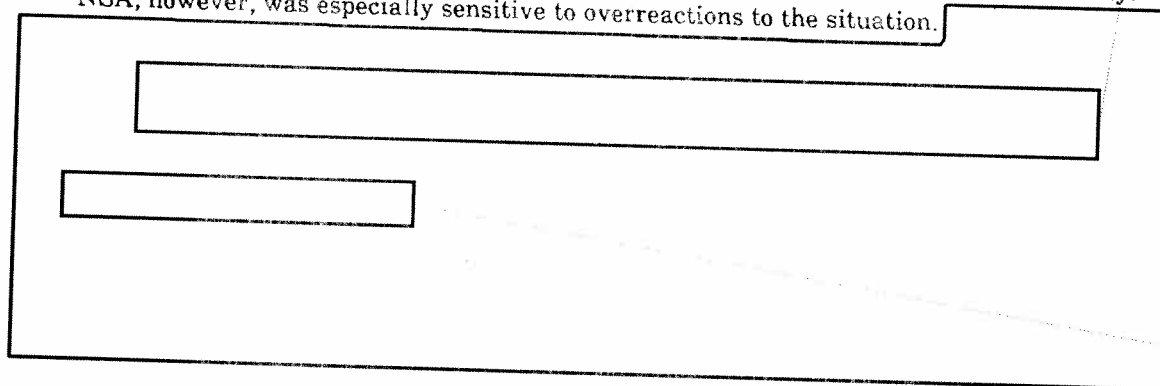 NSA, however, was especially sensitive to overreactions to the situation.